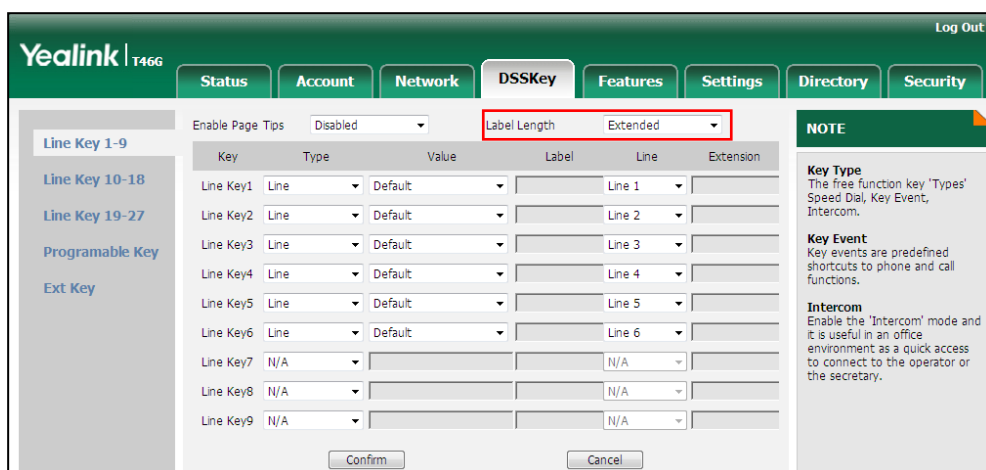 Log Out
Yealink T46G
Status Account Network DSSKey Features Settings Directory Security
Line Key 1-9
Line Key 10-18
Line Key 19-27
Programable Key
Ext Key
Enable Page Tips Disabled Label Length Extended
Key Type Value Label Line Extension
Line Key1 Line Default Line 1
Line Key2 Line Default Line 2
Line Key3 Line Default Line 3
Line Key4 Line Default Line 4
Line Key5 Line Default Line 5
Line Key6 Line Default Line 6
Line Key7 N/A N/A
Line Key8 N/A N/A
Line Key9 N/A N/A
Confirm Cancel
NOTE
Key Type
The free function key 'Types'
Speed Dial, Key Event,
Intercom.
Key Event
Key events are predefined
shortcuts to phone and call
functions.
Intercom
Enable the 'Intercom' mode and
it is useful in an office
environment as a quick access
to connect to the operator or
the secretary.